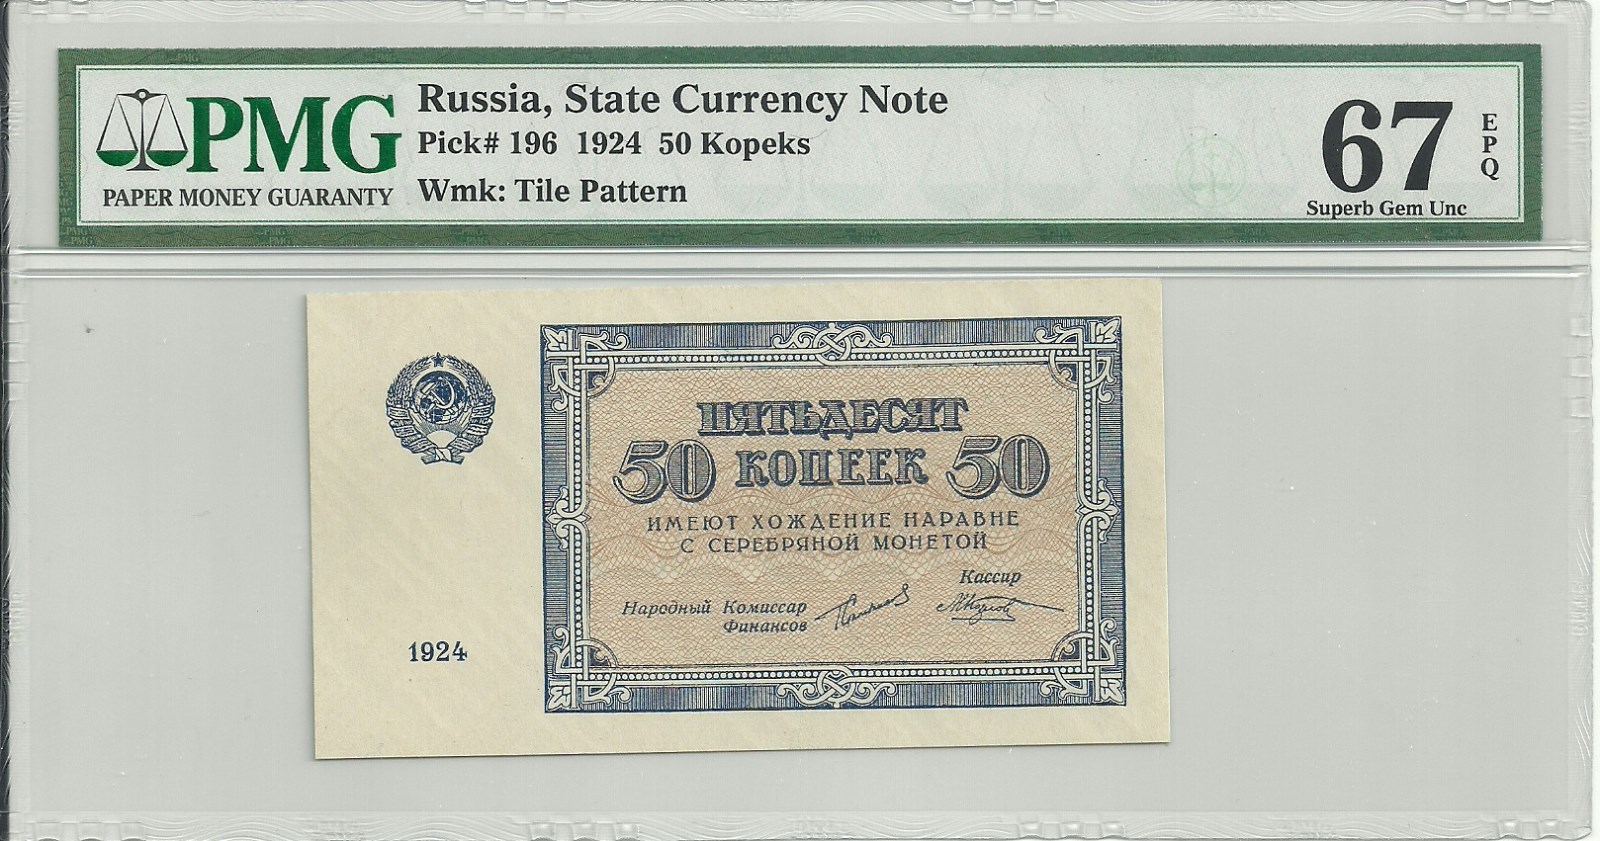 PMG
PAPER MONEY GUARANTY
Russia, State Currency Note
Pick# 196 1924 50 Kopeks
Wmk: Tile Pattern
67
EPQ
Superb Gem Unc
ПЯТЬДЕСЯТ
50 КОПЕЕК 50
ИМЕЮТ ХОЖДЕНИЕ НАРАВНЕ
С СЕРЕБРЯНОЙ МОНЕТОЙ
Кассир
Народный Комиссар
Финансов
1924